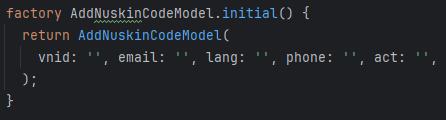 factory AddNuskinCodeModel.initial() {
return AddNuskinCodeModel(
vnid: '', email: '', lang: '', phone: '', act: '',
);
}